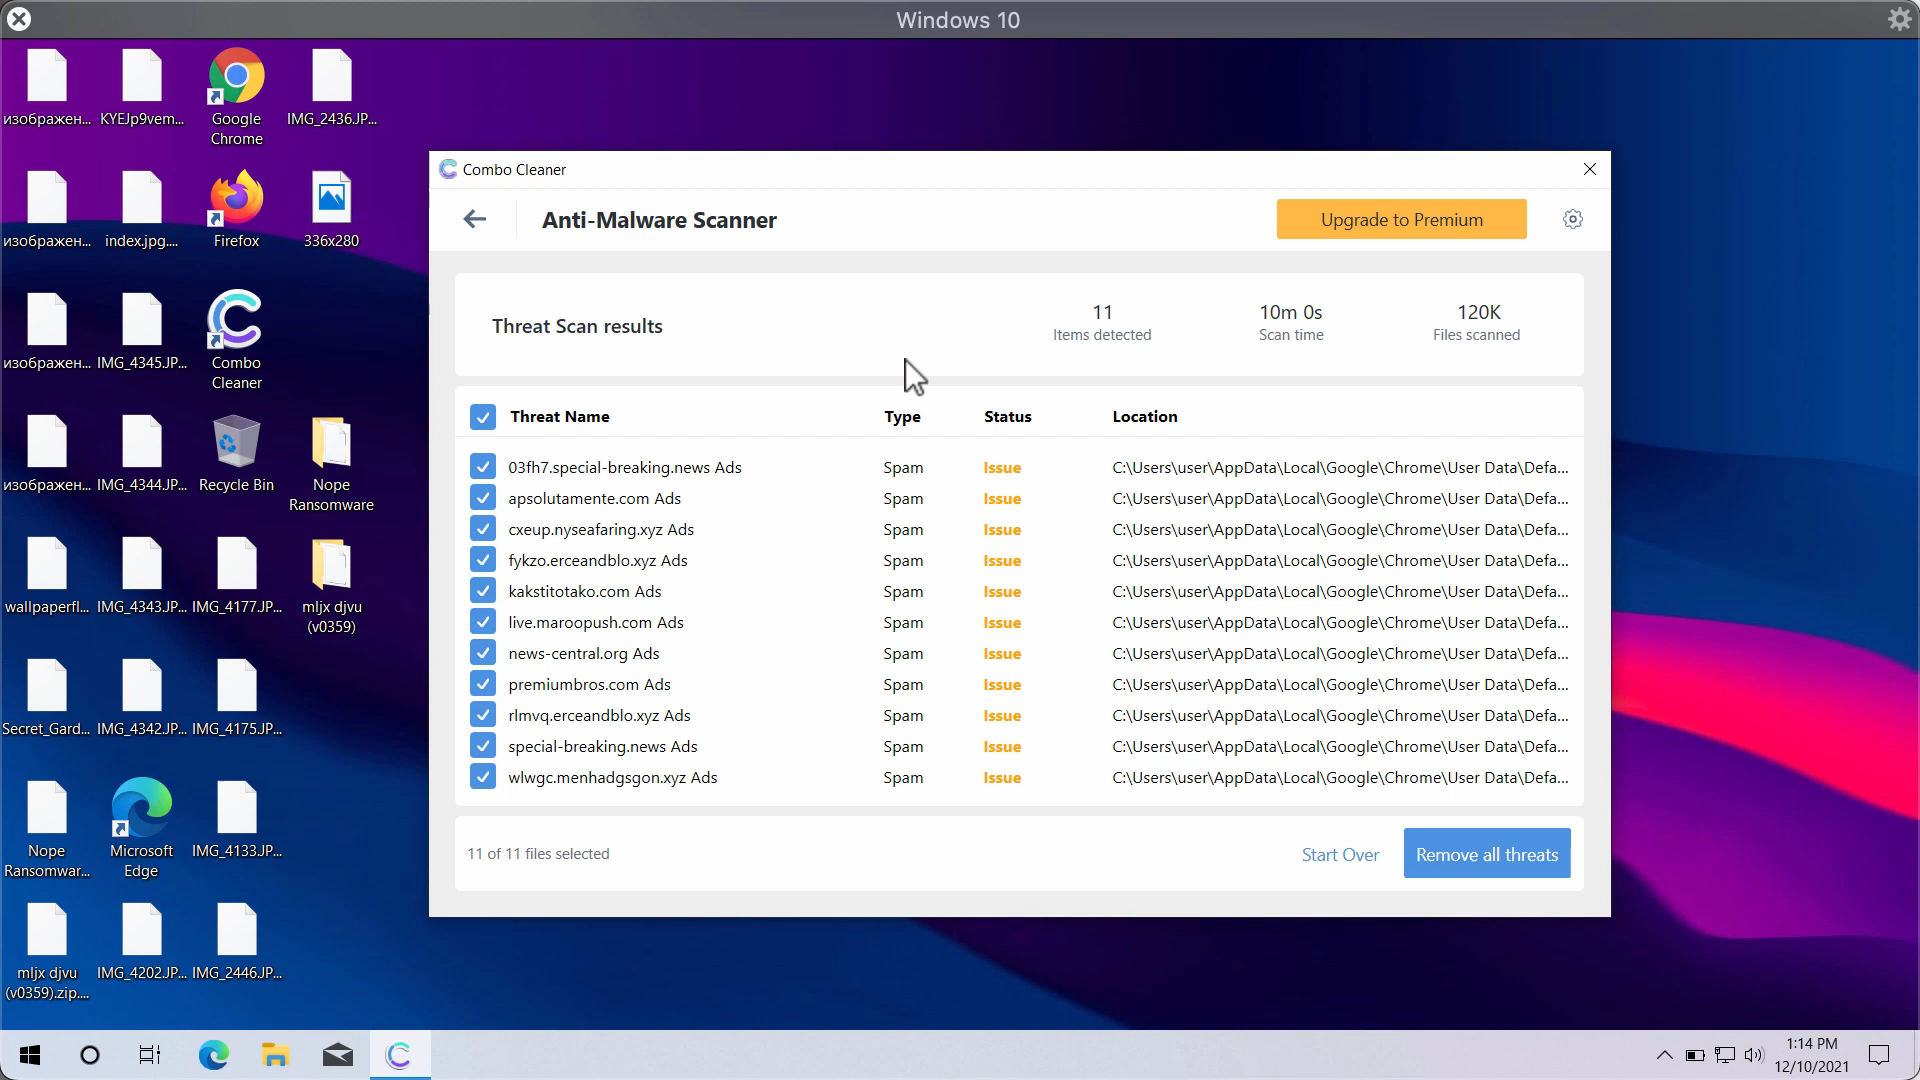 Windows 10
изображен...
KYEJp9vem...
Google Chrome
IMG_2436.JP...
изображен...
index.jpg....
Firefox
336x280
изображен...
IMG_4345.JP...
Combo Cleaner
изображен...
IMG_4344.JP...
Recycle Bin
Nope Ransomware
wallpaperfl...
IMG_4343.JP...
IMG_4177.JP...
mljx djvu (v0359)
Secret_Gard...
IMG_4342.JP...
IMG_4175.JP...
Nope Ransomwar...
Microsoft Edge
IMG_4133.JP...
mljx djvu (v0359).zip....
IMG_4202.JP...
IMG_2446.JP...
Combo Cleaner
Anti-Malware Scanner
Upgrade to Premium
Threat Scan results
11 Items detected
10m 0s Scan time
120K Files scanned
Threat Name Type Status Location
03fh7.special-breaking.news Ads Spam Issue C:\Users\user\AppData\Local\Google\Chrome\User Data\Defa...
apsolutamente.com Ads Spam Issue C:\Users\user\AppData\Local\Google\Chrome\User Data\Defa...
cxeup.nyseafaring.xyz Ads Spam Issue C:\Users\user\AppData\Local\Google\Chrome\User Data\Defa...
fykzo.erceandblo.xyz Ads Spam Issue C:\Users\user\AppData\Local\Google\Chrome\User Data\Defa...
kakstitotako.com Ads Spam Issue C:\Users\user\AppData\Local\Google\Chrome\User Data\Defa...
live.maroopush.com Ads Spam Issue C:\Users\user\AppData\Local\Google\Chrome\User Data\Defa...
news-central.org Ads Spam Issue C:\Users\user\AppData\Local\Google\Chrome\User Data\Defa...
premiumbros.com Ads Spam Issue C:\Users\user\AppData\Local\Google\Chrome\User Data\Defa...
rlmvq.erceandblo.xyz Ads Spam Issue C:\Users\user\AppData\Local\Google\Chrome\User Data\Defa...
special-breaking.news Ads Spam Issue C:\Users\user\AppData\Local\Google\Chrome\User Data\Defa...
wlwgc.menhadgsgon.xyz Ads Spam Issue C:\Users\user\AppData\Local\Google\Chrome\User Data\Defa...
11 of 11 files selected
Start Over
Remove all threats
1:14 PM
12/10/2021